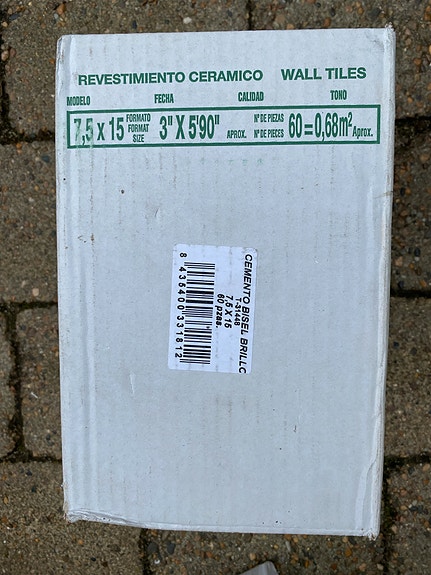 REVESTIMIENTO CERAMICO WALL TILES
MODELO FECHA CALIDAD TONO
7,5 x 15 FORMATO FORMAT SIZE 3" X 5'90" APROX. Nº DE PIEZAS Nº DE PIECES 60=0,68m² Aprox.
CEMENTO BISEL BRILLO
T-31448
7,5 X 15
60 pzas.
8 435400 331812